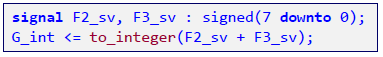 signal F2_sv, F3_sv : signed(7 downto 0);
G_int <= to_integer(F2_sv + F3_sv);